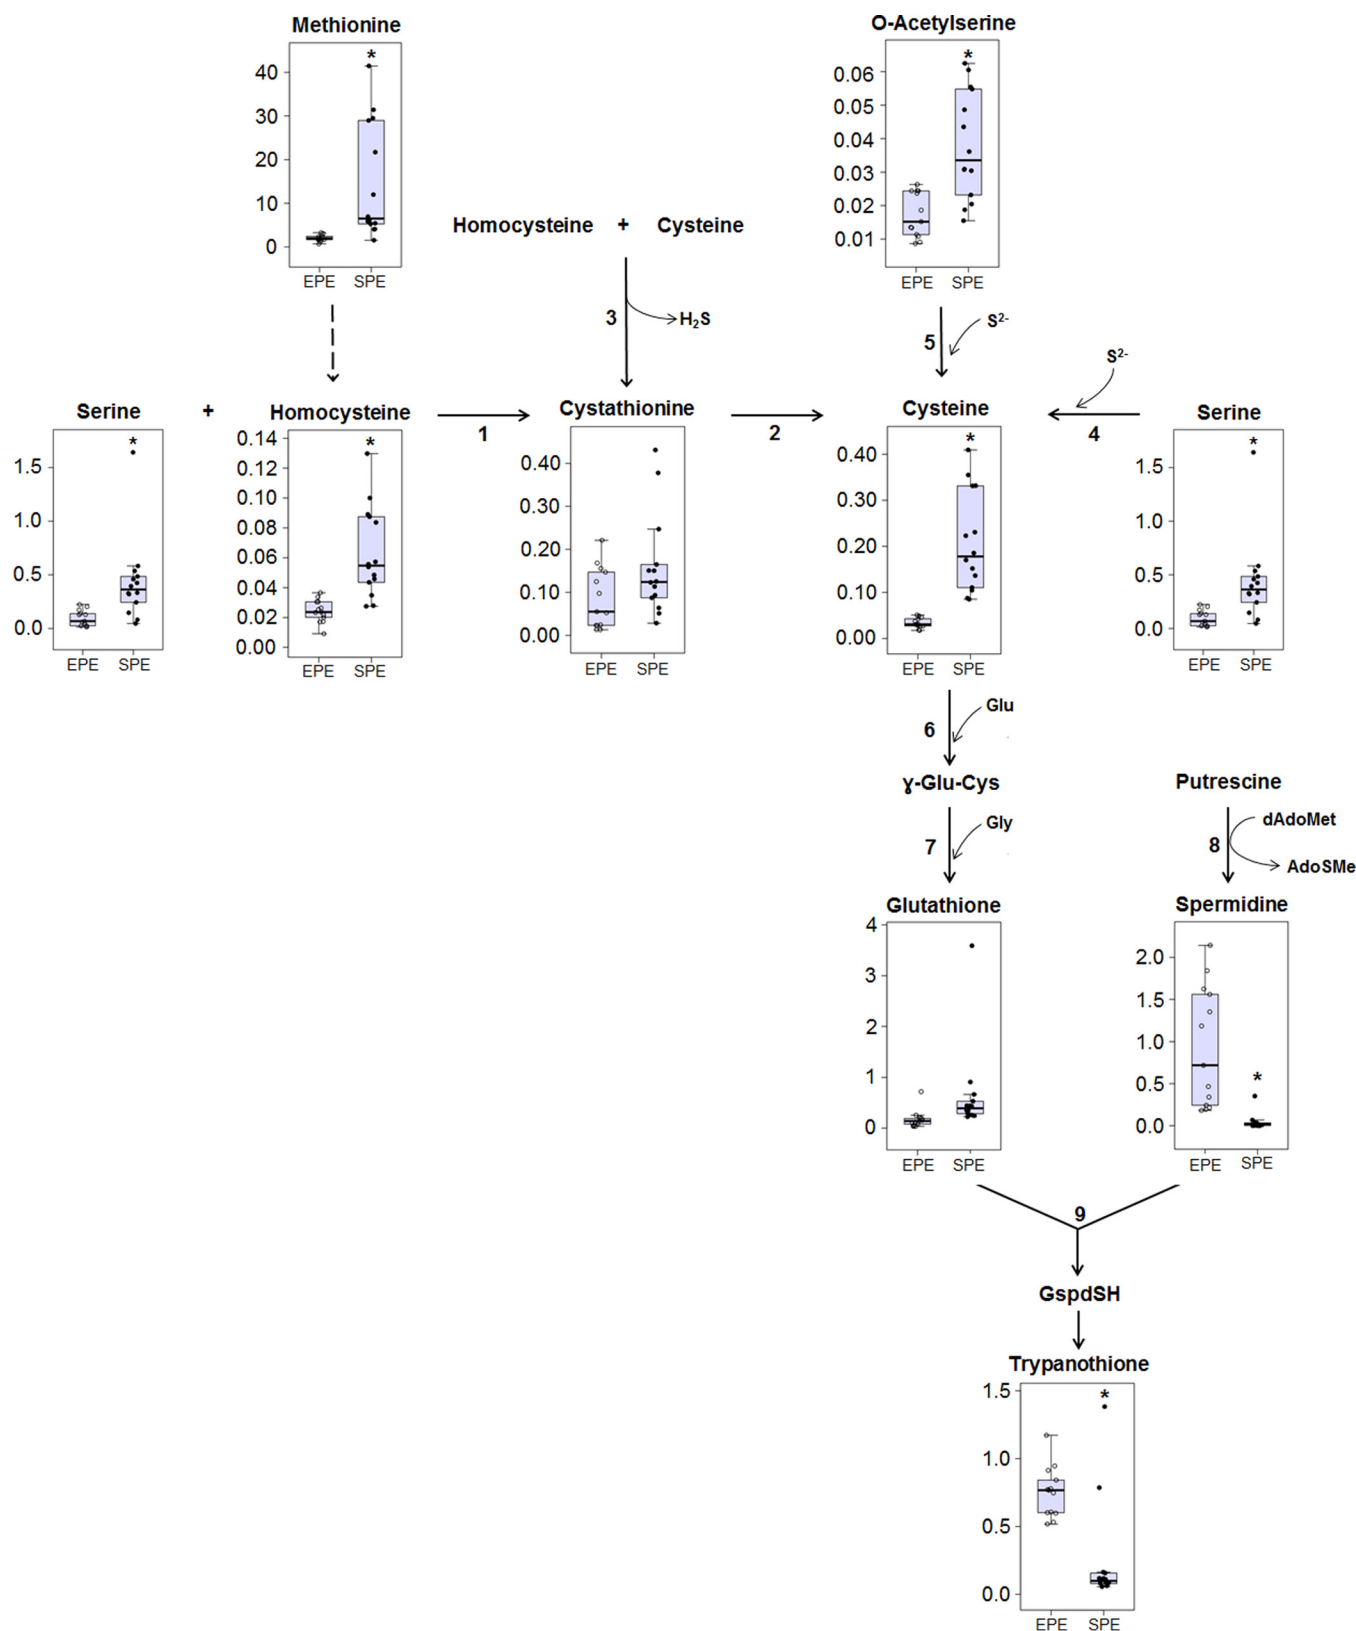 Methionine
O-Acetylserine
*
40
30
20
10
0
EPE SPE
*
0.06
0.05
0.04
0.03
0.02
0.01
EPE SPE
Homocysteine + Cysteine
3
H2S
5
S2-
S2-
Serine + Homocysteine
1
Cystathionine
2
Cysteine
4
Serine
*
1.5
1.0
0.5
0.0
EPE SPE
*
0.14
0.12
0.10
0.08
0.06
0.04
0.02
0.00
EPE SPE
0.40
0.30
0.20
0.10
0.00
EPE SPE
*
0.40
0.30
0.20
0.10
0.00
EPE SPE
*
1.5
1.0
0.5
0.0
EPE SPE
6
Glu
ɣ-Glu-Cys
7
Gly
Putrescine
8
dAdoMet
AdoSMe
Glutathione
4
3
2
1
0
EPE SPE
Spermidine
2.0
1.5
1.0
0.5
0.0
*
EPE SPE
9
GspdSH
Trypanothione
*
1.5
1.0
0.5
0.0
EPE SPE